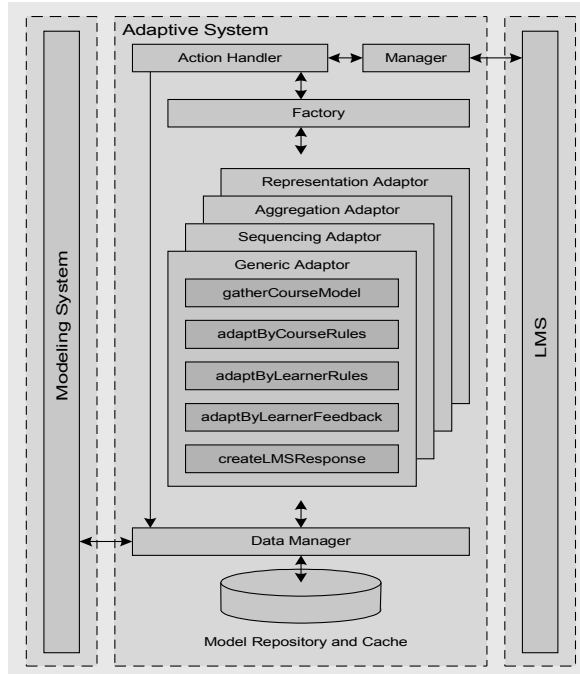 Adaptive System
Action Handler
Manager
Factory
Representation Adaptor
Aggregation Adaptor
Sequencing Adaptor
Generic Adaptor
gatherCourseModel
adaptByCourseRules
adaptByLearnerRules
adaptByLearnerFeedback
createLMSResponse
Data Manager
Model Repository and Cache
Modeling System
LMS